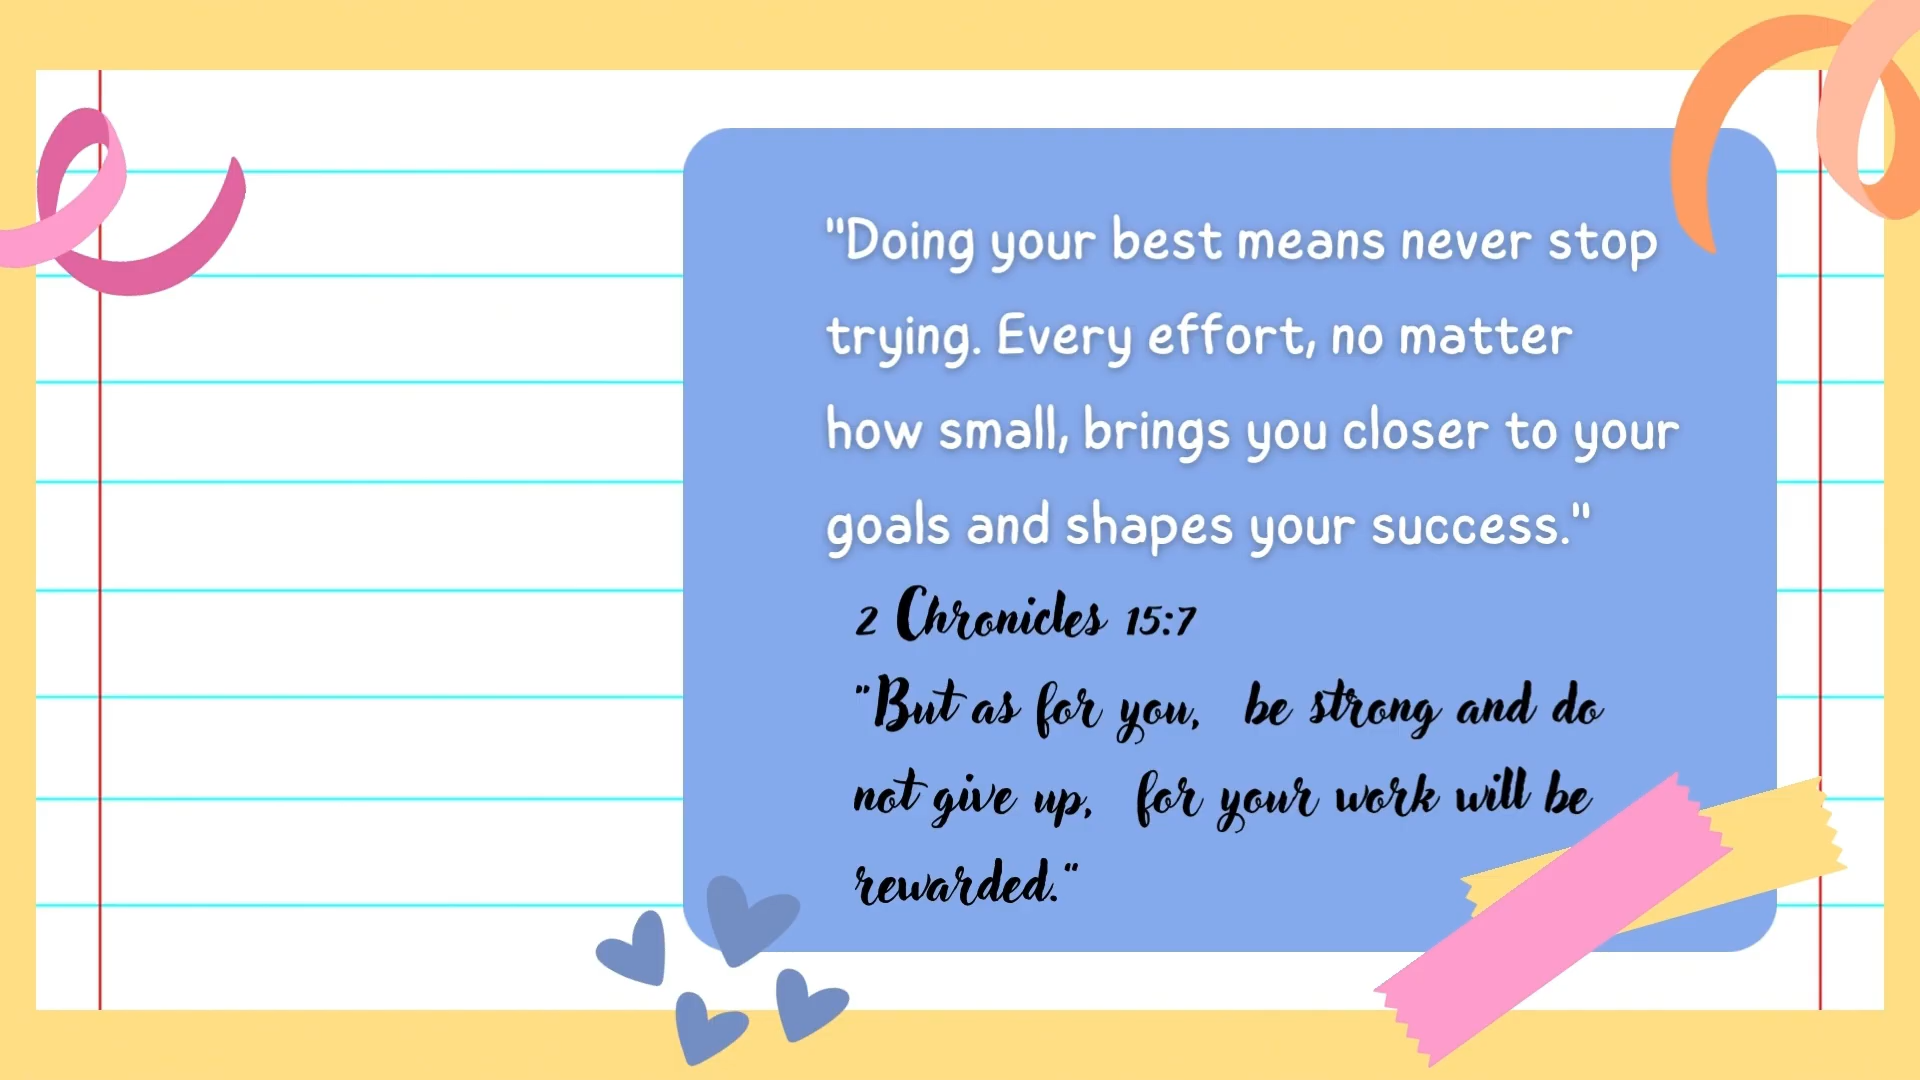 "Doing your best means never stop
trying. Every effort, no matter
how small, brings you closer to your
goals and shapes your success."
2 Chronicles 15:7
"But as for you, be strong and do
not give up, for your work will be
rewarded."